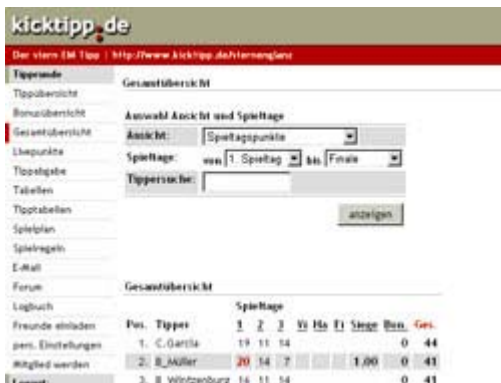 kicktipp.de
Der stern EM Tipp | http://www.kicktipp.de/sternenglanz
Tipprunde
Tippübersicht
Bonusübersicht
Gesamtübersicht
Livepunkte
Tippabgabe
Tabellen
Tipptabellen
Spielplan
Spielregeln
E-Mail
Forum
Logbuch
Freunde einladen
pers. Einstellungen
Mitglied werden
Gesamtübersicht
Auswahl Ansicht und Spieltage
Ansicht: Spieltagspunkte
Spieltage: von 1. Spieltag bis Finale
Tippersuche:
anzeigen
Gesamtübersicht
Spieltage
Pos. Tipper 1 2 3 Vi Ha Fi Siege Bon. Ges.
1. C.Garcia 19 11 14 0 44
2. B_Müller 20 14 7 1,00 0 41
3. B_Wintzenburg 16 11 14 0 41